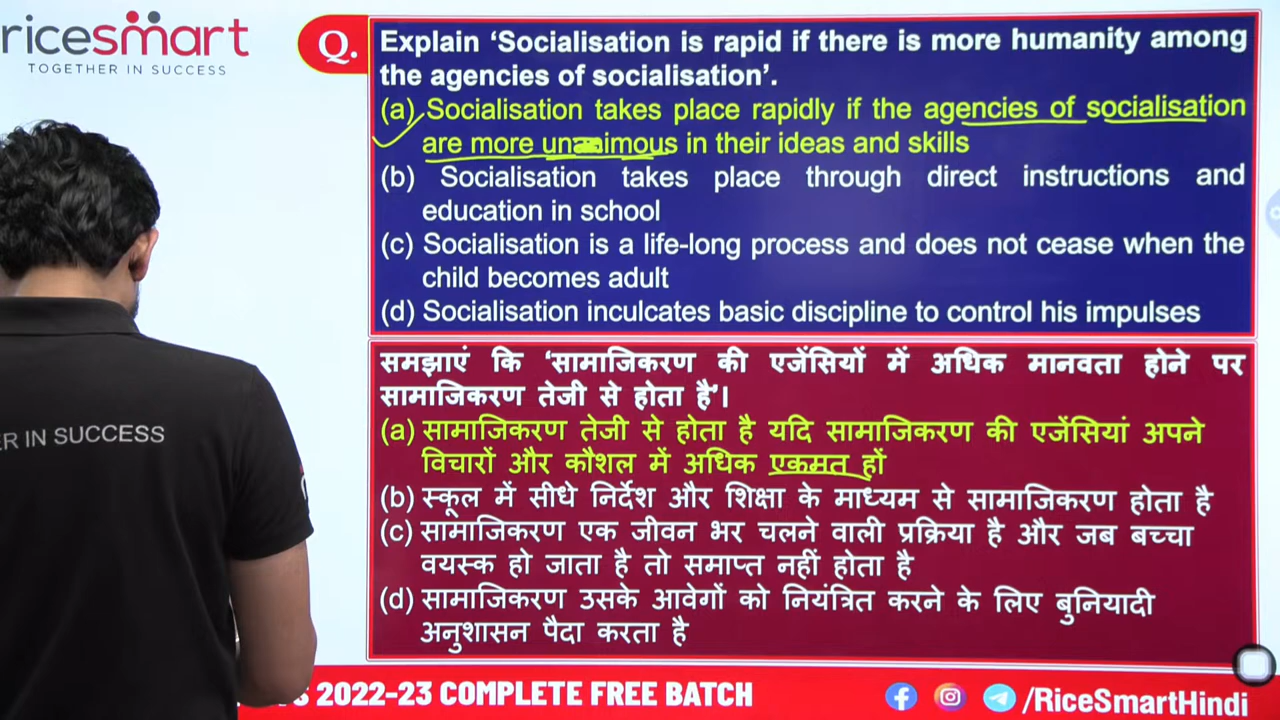 ricesmart
TOGETHER IN SUCCESS
Q.
Explain ‘Socialisation is rapid if there is more humanity among
the agencies of socialisation’.
(a) Socialisation takes place rapidly if the agencies of socialisation
are more unanimous in their ideas and skills
(b) Socialisation takes place through direct instructions and
education in school
(c) Socialisation is a life-long process and does not cease when the
child becomes adult
(d) Socialisation inculcates basic discipline to control his impulses
समझाएं कि ‘सामाजिकरण की एजेंसियों में अधिक मानवता होने पर
सामाजिकरण तेजी से होता है’।
(a) सामाजिकरण तेजी से होता है यदि सामाजिकरण की एजेंसियां अपने
विचारों और कौशल में अधिक एकमत हों
(b) स्कूल में सीधे निर्देश और शिक्षा के माध्यम से सामाजिकरण होता है
(c) सामाजिकरण एक जीवन भर चलने वाली प्रक्रिया है और जब बच्चा
वयस्क हो जाता है तो समाप्त नहीं होता है
(d) सामाजिकरण उसके आवेगों को नियंत्रित करने के लिए बुनियादी
अनुशासन पैदा करता है
ER IN SUCCESS
2022-23 COMPLETE FREE BATCH
/RiceSmartHindi